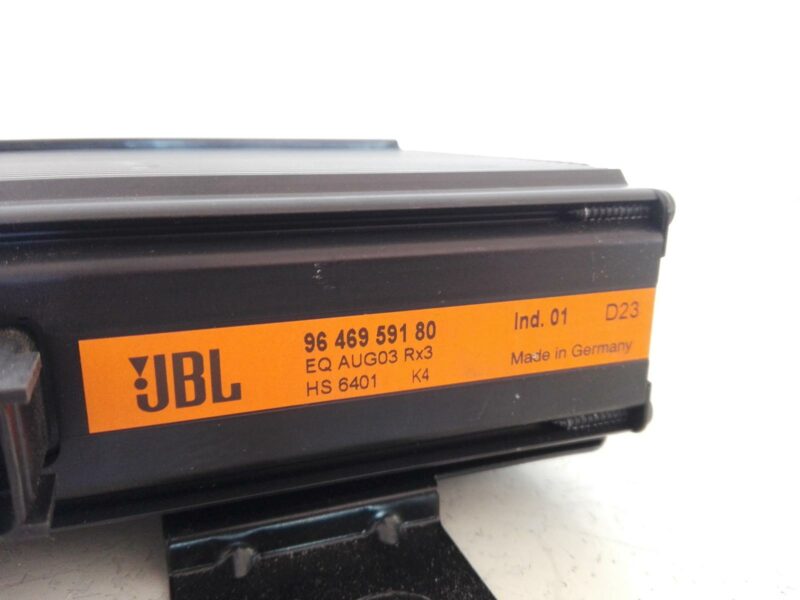 JBL
96 469 591 80
EQ AUG03 Rx3
HS 6401 K4
Ind. 01 D23
Made in Germany